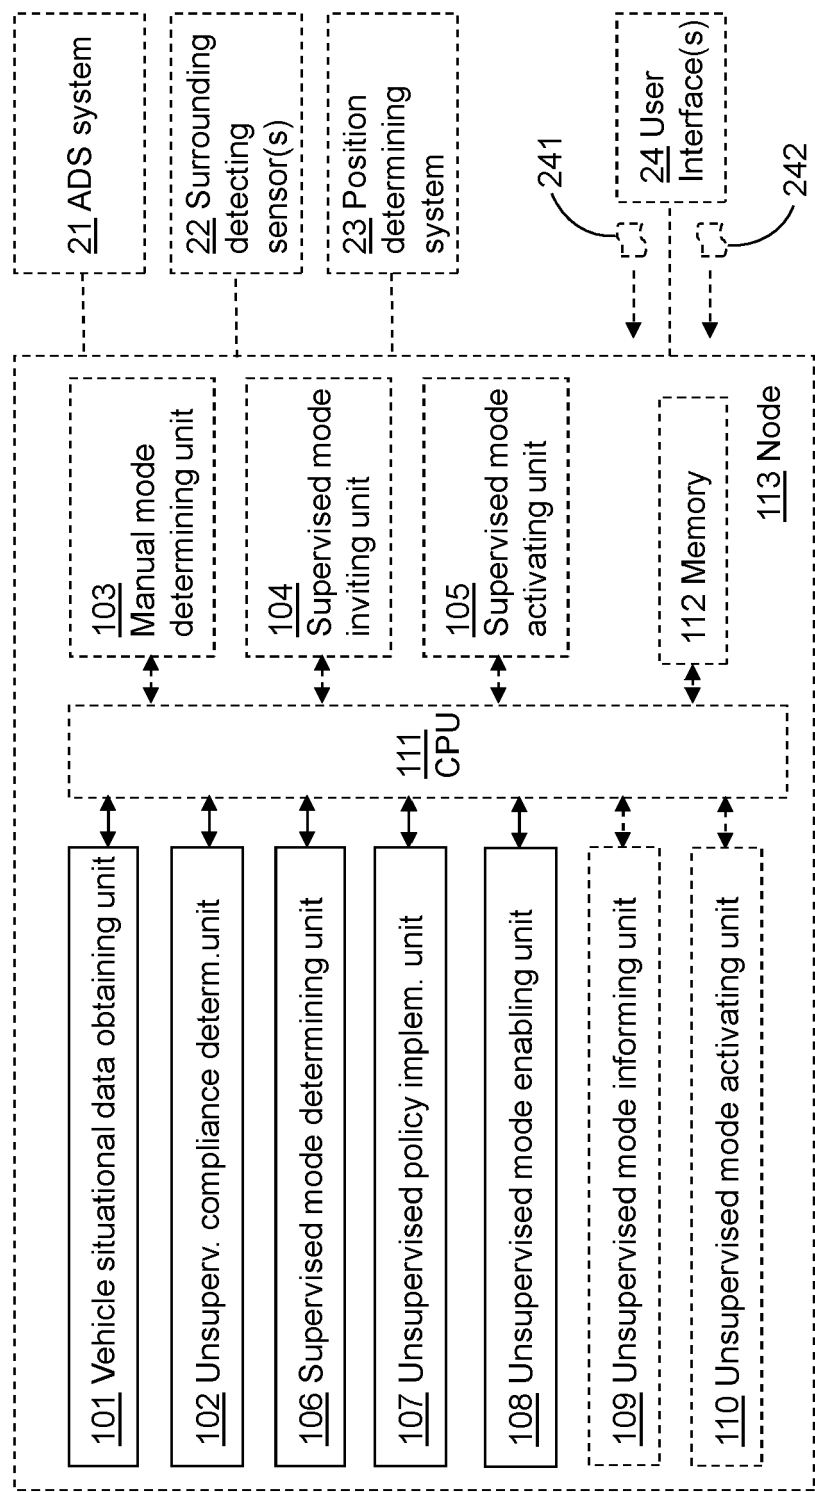 101 Vehicle situational data obtaining unit
102 Unsuperv. compliance determ.unit
106 Supervised mode determining unit
107 Unsupervised policy implem. unit
108 Unsupervised mode enabling unit
109 Unsupervised mode informing unit
110 Unsupervised mode activating unit
111
CPU
103
Manual mode
determining unit
104
Supervised mode
inviting unit
105
Supervised mode
activating unit
112 Memory
113 Node
21 ADS system
22 Surrounding
detecting
sensor(s)
23 Position
determining
system
241
24 User
Interface(s)
242